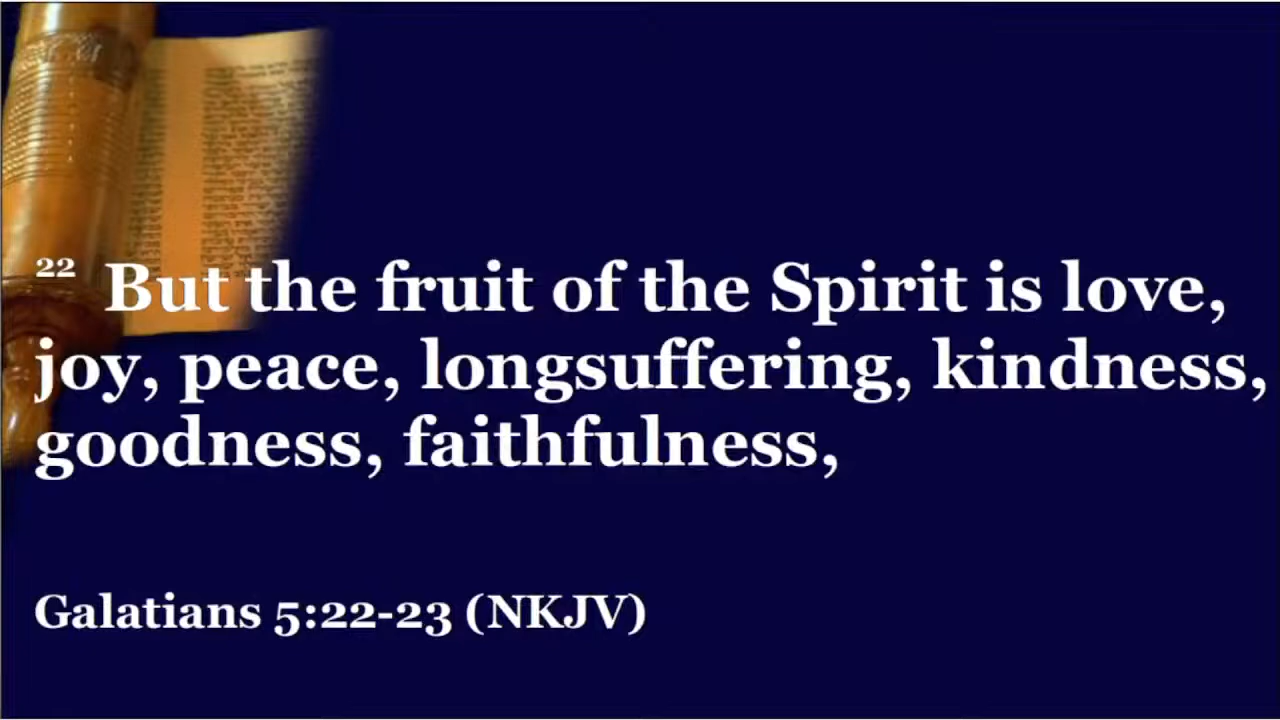 22 But the fruit of the Spirit is love,
joy, peace, longsuffering, kindness,
goodness, faithfulness,
Galatians 5:22-23 (NKJV)